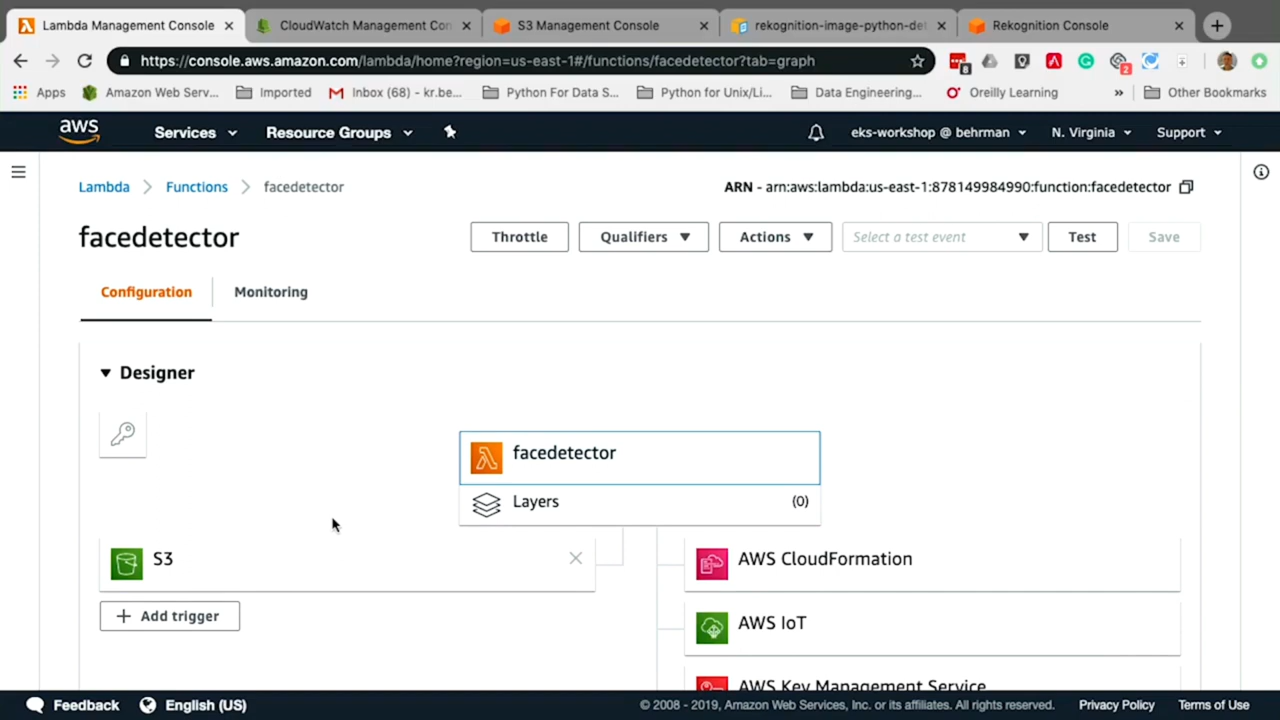 Lambda Management Console
CloudWatch Management Con
S3 Management Console
rekognition-image-python-det
Rekognition Console
https://console.aws.amazon.com/lambda/home?region=us-east-1#/functions/facedetector?tab=graph
8
2
Apps
Amazon Web Serv...
Imported
Inbox (68) - kr.be...
Python For Data S...
Python for Unix/Li...
Data Engineering...
Oreilly Learning
»
Other Bookmarks
aws
Services
Resource Groups
eks-workshop @ behrman
N. Virginia
Support
Lambda
Functions
facedetector
ARN - arn:aws:lambda:us-east-1:878149984990:function:facedetector
facedetector
Throttle
Qualifiers
Actions
Select a test event
Test
Save
Configuration
Monitoring
Designer
facedetector
Layers
(0)
S3
AWS CloudFormation
Add trigger
AWS IoT
AWS Key Management Service
Feedback
English (US)
© 2008 - 2019, Amazon Web Services, Inc. or its affiliates. All rights reserved.
Privacy Policy
Terms of Use